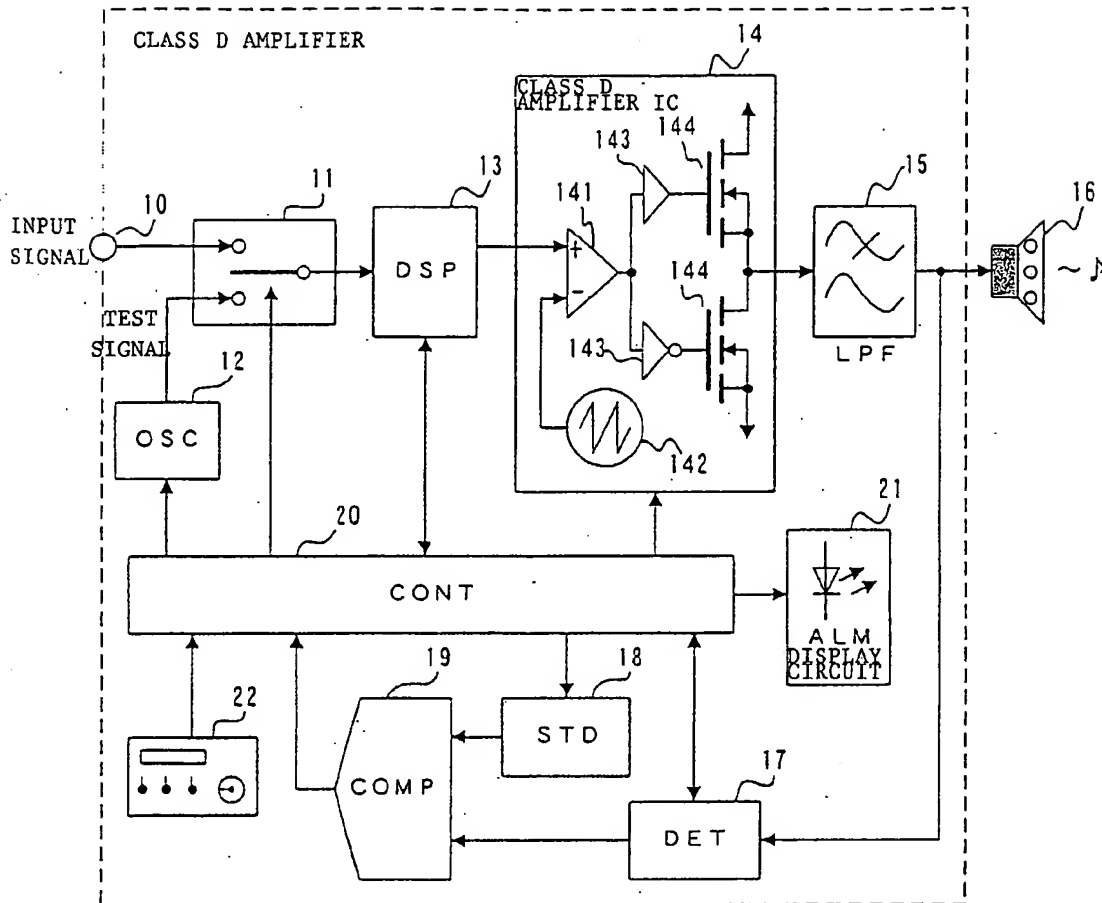 CLASS D AMPLIFIER
14
CLASS D
AMPLIFIER IC
144
143
13
141
15
16
10
11
INPUT
SIGNAL
DSP
+
-
144
TEST
SIGNAL
143
LPF
12
OSC
142
20
21
CONT
ALM
DISPLAY
CIRCUIT
19
18
22
STD
17
COMP
DET